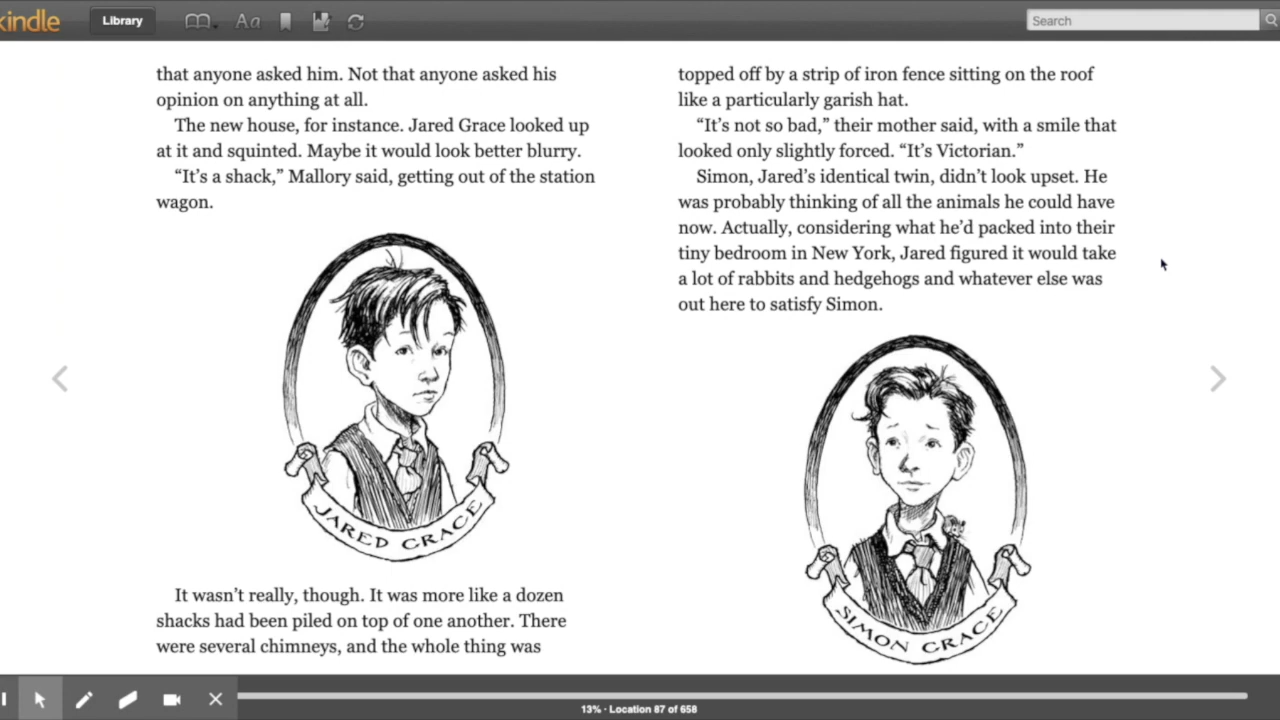 kindle
Library
Aa
Search
that anyone asked him. Not that anyone asked his
opinion on anything at all.
The new house, for instance. Jared Grace looked up
at it and squinted. Maybe it would look better blurry.
“It’s a shack,” Mallory said, getting out of the station
wagon.
JARED GRACE
It wasn’t really, though. It was more like a dozen
shacks had been piled on top of one another. There
were several chimneys, and the whole thing was
topped off by a strip of iron fence sitting on the roof
like a particularly garish hat.
“It’s not so bad,” their mother said, with a smile that
looked only slightly forced. “It’s Victorian.”
Simon, Jared’s identical twin, didn’t look upset. He
was probably thinking of all the animals he could have
now. Actually, considering what he’d packed into their
tiny bedroom in New York, Jared figured it would take
a lot of rabbits and hedgehogs and whatever else was
out here to satisfy Simon.
SIMON GRACE
13% · Location 87 of 658